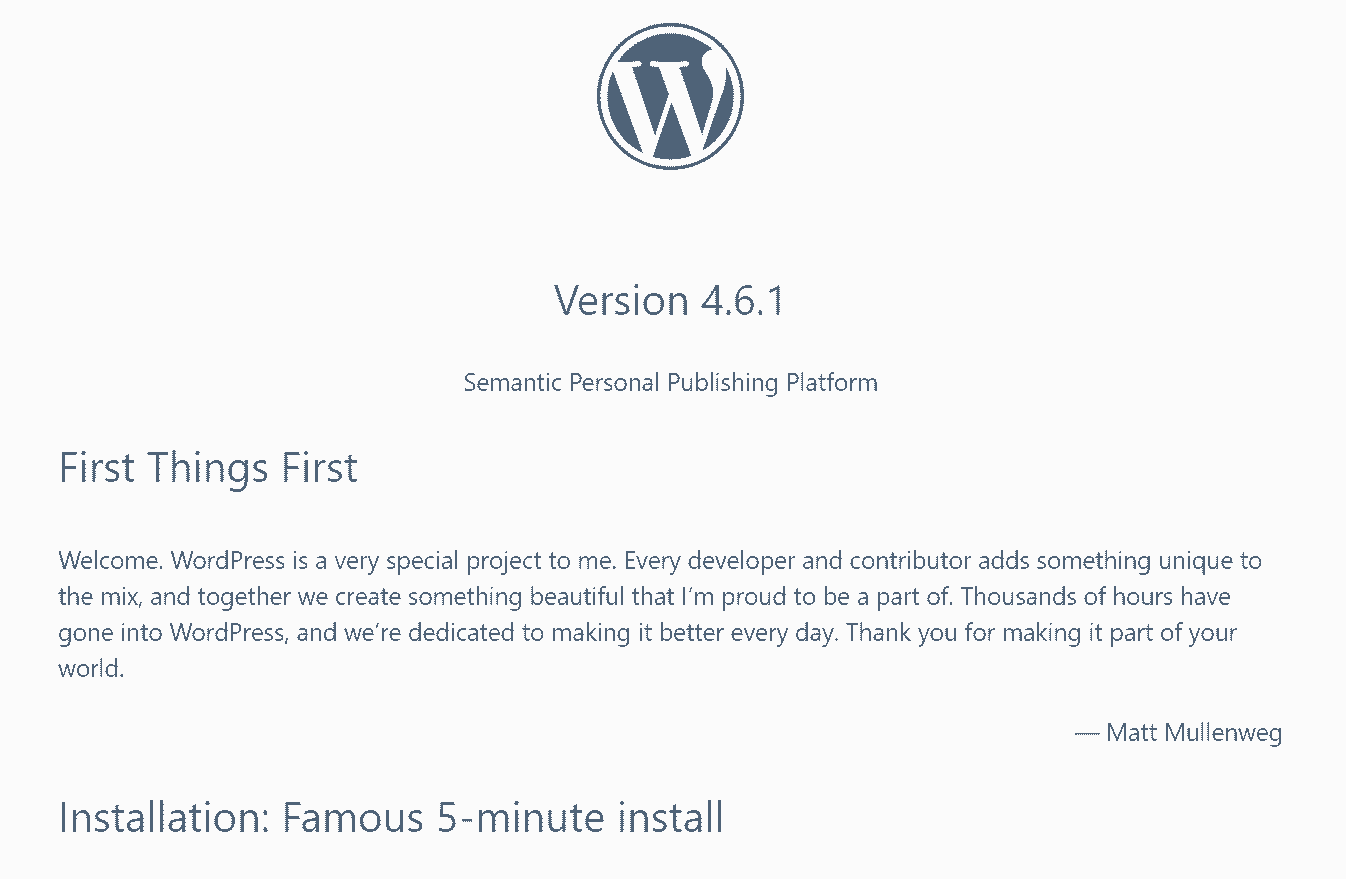 W
Version 4.6.1
Semantic Personal Publishing Platform
First Things First
Welcome. WordPress is a very special project to me. Every developer and contributor adds something unique to
the mix, and together we create something beautiful that I’m proud to be a part of. Thousands of hours have
gone into WordPress, and we’re dedicated to making it better every day. Thank you for making it part of your
world.
— Matt Mullenweg
Installation: Famous 5-minute install